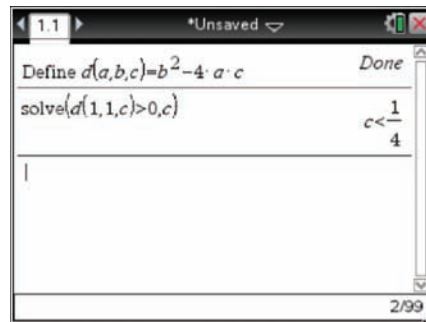 1.1 *Unsaved
Define d(a,b,c)=b²−4·a·c Done
solve(d(1,1,c)>0,c) c<1/4
2/99